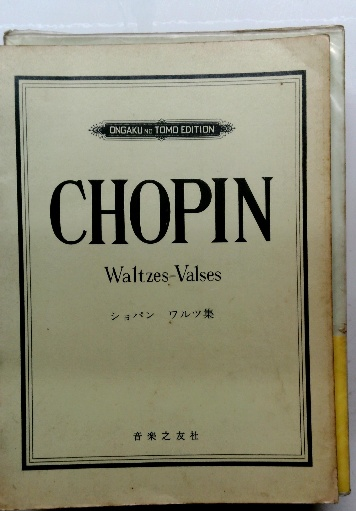 ONGAKU NO TOMO EDITION
CHOPIN
Waltzes-Valses
ショパン ワルツ集
音楽之友社